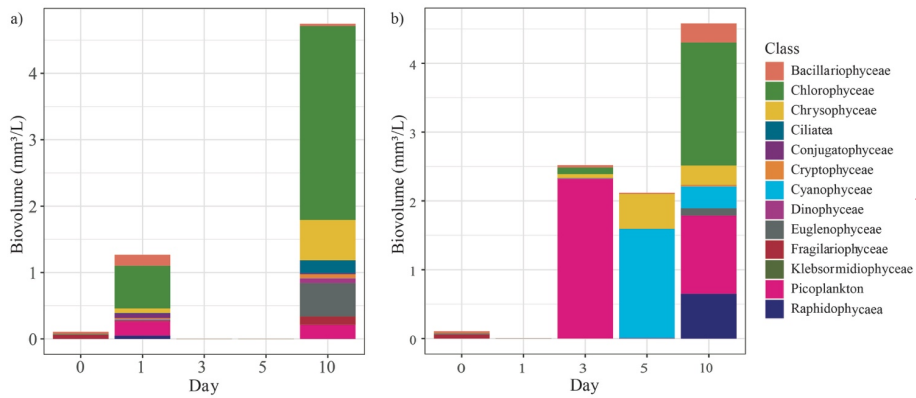 a)
Biovolume (mm³/L)
4
3
2
1
0
0 1 3 5 10
Day
b)
Biovolume (mm³/L)
4
3
2
1
0
0 1 3 5 10
Day
Class
Bacillariophyceae
Chlorophyceae
Chrysophyceae
Ciliatea
Conjugatophyceae
Cryptophyceae
Cyanophyceae
Dinophyceae
Euglenophyceae
Fragilariophyceae
Klebsormidiophyceae
Picoplankton
Raphidophycaea